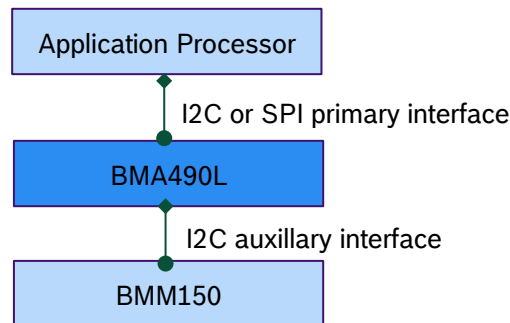 Application Processor
I2C or SPI primary interface
BMA490L
I2C auxillary interface
BMM150